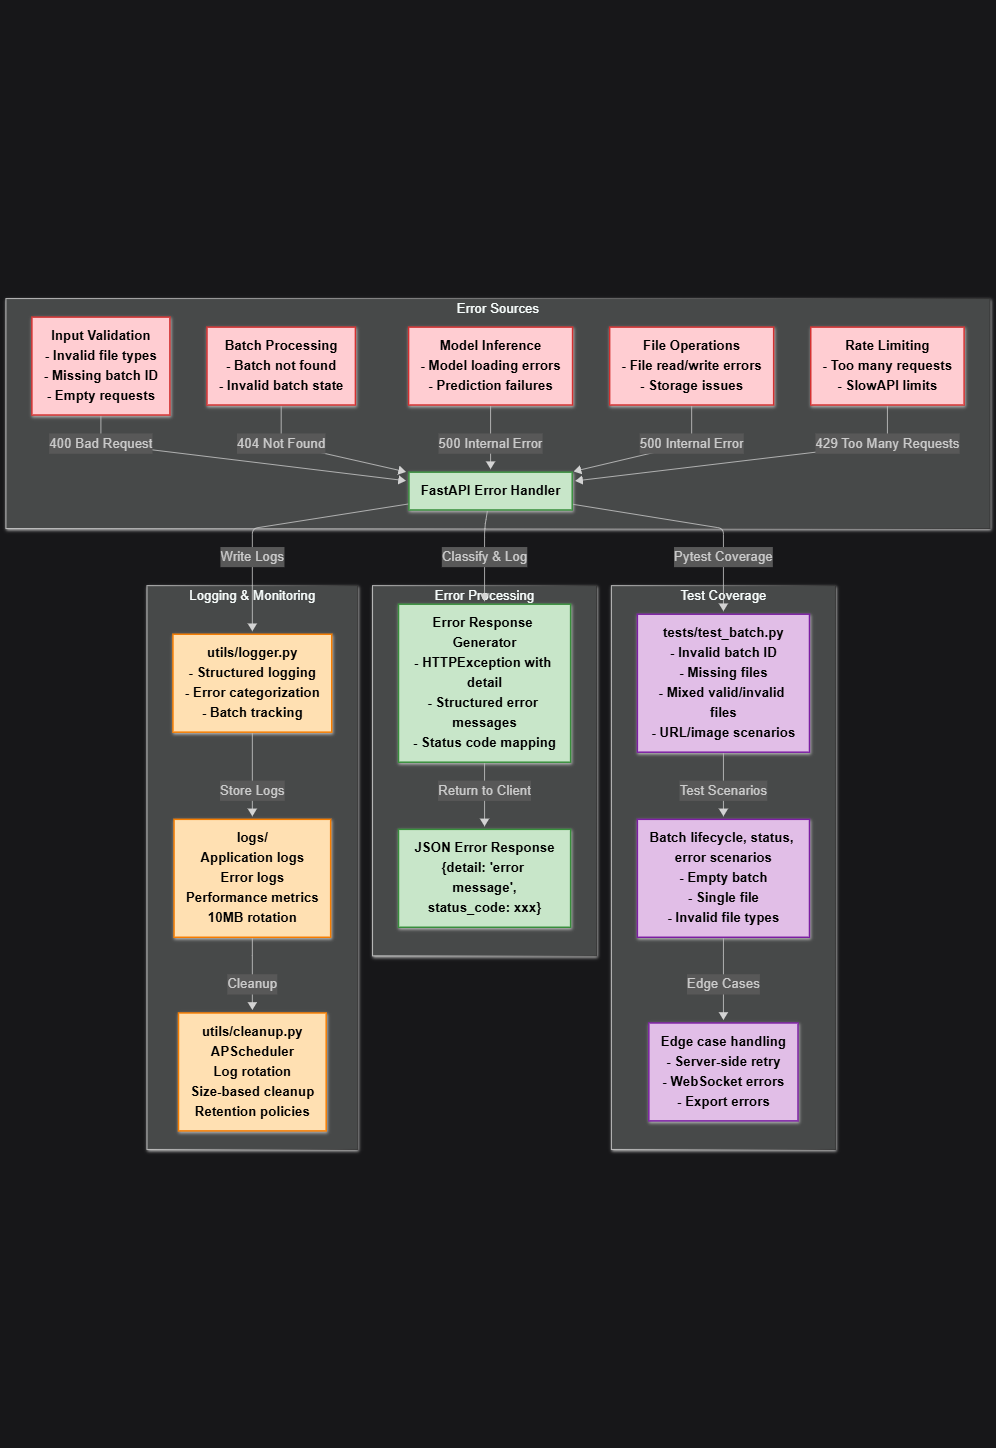 Error Sources
Input Validation
- Invalid file types
- Missing batch ID
- Empty requests
Batch Processing
- Batch not found
- Invalid batch state
Model Inference
- Model loading errors
- Prediction failures
File Operations
- File read/write errors
- Storage issues
Rate Limiting
- Too many requests
- SlowAPI limits
400 Bad Request
404 Not Found
500 Internal Error
500 Internal Error
429 Too Many Requests
FastAPI Error Handler
Write Logs
Classify & Log
Pytest Coverage
Logging & Monitoring
utils/logger.py
- Structured logging
- Error categorization
- Batch tracking
Store Logs
logs/
Application logs
Error logs
Performance metrics
10MB rotation
Cleanup
utils/cleanup.py
APScheduler
Log rotation
Size-based cleanup
Retention policies
Error Processing
Error Response
Generator
- HTTPException with
detail
- Structured error
messages
- Status code mapping
Return to Client
JSON Error Response
{detail: 'error
message',
status_code: xxx}
Test Coverage
tests/test_batch.py
- Invalid batch ID
- Missing files
- Mixed valid/invalid
files
- URL/image scenarios
Test Scenarios
Batch lifecycle, status,
error scenarios
- Empty batch
- Single file
- Invalid file types
Edge Cases
Edge case handling
- Server-side retry
- WebSocket errors
- Export errors